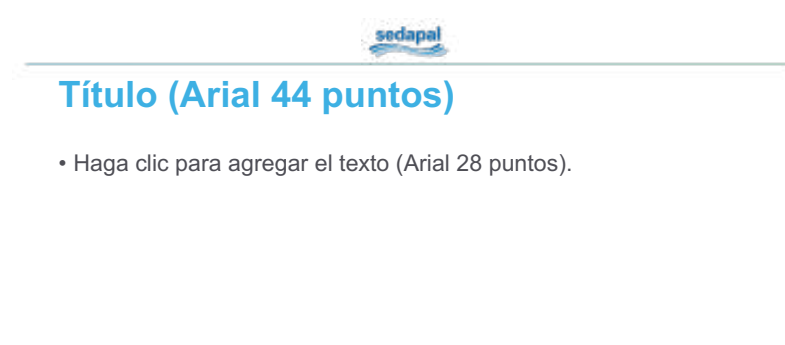 sedapal
Título (Arial 44 puntos)
• Haga clic para agregar el texto (Arial 28 puntos).